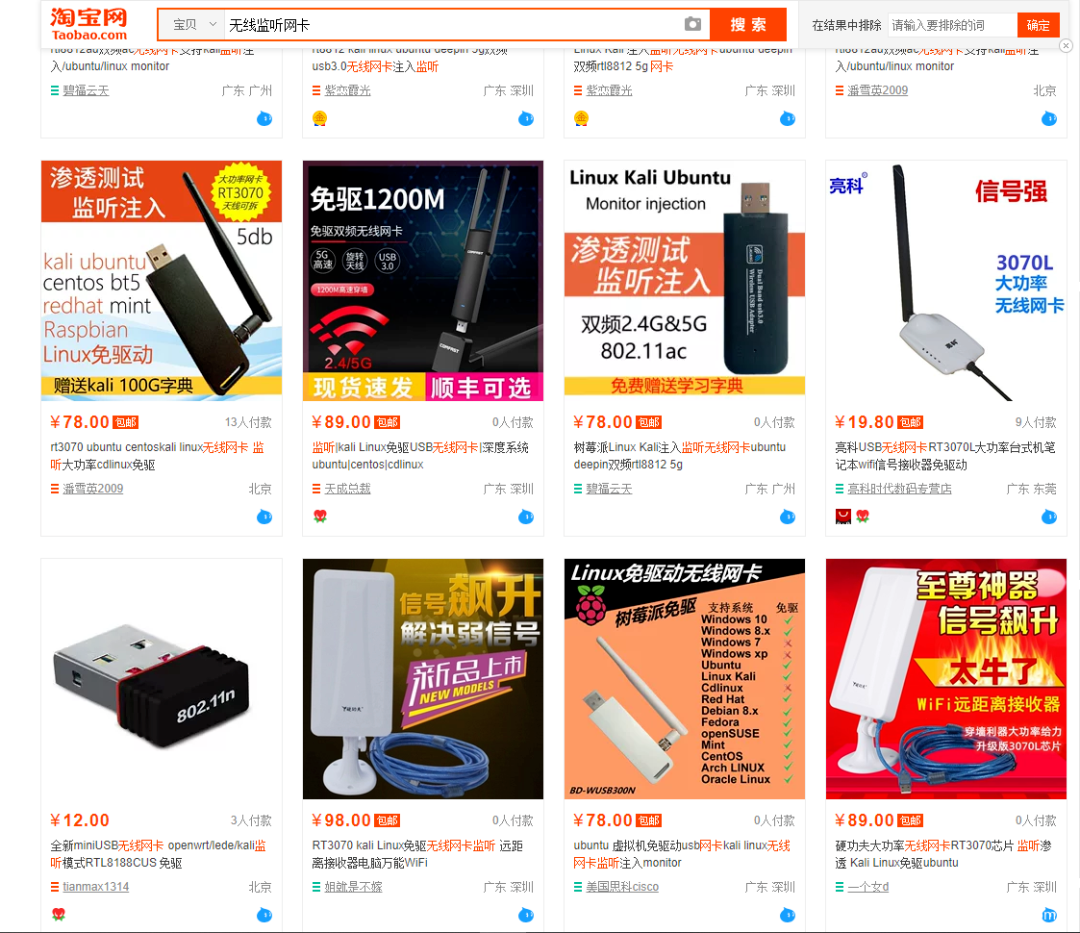 淘宝网
Taobao.com
宝贝
无线监听网卡
搜 索
在结果中排除
请输入要排除的词
确定
rtl8812au双频ac无线网卡支持kali监听注
入/ubuntu/linux monitor
碧福云天
广东 广州
rtl8812 kali linux ubuntu deepin 5g双频
usb3.0无线网卡注入监听
紫恋霞光
广东 深圳
Linux Kali注入监听无线网卡ubuntu deepin
双频rtl8812 5g 网卡
紫恋霞光
广东 深圳
rtl8812au双频ac无线网卡支持kali监听注
入/ubuntu/linux monitor
潘雪英2009
北京
渗透测试
监听注入
大功率网卡
RT3070
天线可拆
5db
kali ubuntu
centos bt5
redhat mint
Raspbian
Linux免驱动
赠送kali 100G字典
¥78.00
包邮
13人付款
rt3070 ubuntu centoskali linux无线网卡 监
听大功率cdlinux免驱
潘雪英2009
北京
免驱1200M
免驱双频无线网卡
5G
高速
旋转
天线
USB
3.0
1200M高速穿墙
2.4/5G
COMFAST
COMFAST
现货速发
顺丰可选
¥89.00
包邮
0人付款
监听|kali Linux免驱USB无线网卡|深度系统
ubuntu|centos|cdlinux
天成总载
广东 深圳
Linux Kali Ubuntu
Monitor injection
渗透测试
监听注入
双频2.4G&5G
802.11ac
Dual Band usb3.0
Wireless USB Adapter
免费赠送学习字典
¥78.00
包邮
0人付款
树莓派Linux Kali注入监听无线网卡ubuntu
deepin双频rtl8812 5g
碧福云天
广东 广州
亮科
信号强
3070L
大功率
无线网卡
¥19.80
包邮
9人付款
亮科USB无线网卡RT3070L大功率台式机笔
记本wifi信号接收器免驱动
亮科时代数码专营店
广东 东莞
802.11n
¥12.00
3人付款
全新miniUSB无线网卡 openwrt/lede/kali监
听模式RTL8188CUS 免驱
tianmax1314
北京
信号飙升
解决弱信号
新品上市
NEW MODELS
¥98.00
包邮
0人付款
RT3070 kali Linux免驱无线网卡监听 远距
离接收器电脑万能WiFi
姐就是不嫁
广东 深圳
Linux免驱动无线网卡
树莓派免驱
支持系统
免驱
Windows 10
Windows 8.x
Windows 7
Windows xp
Ubuntu
Linux Kali
Cdlinux
Red Hat
Debian 8.x
Fedora
openSUSE
Mint
CentOS
Arch LINUX
Oracle Linux
BD-WUSB300N
¥78.00
包邮
0人付款
ubuntu 虚拟机免驱动usb网卡kali linux无线
网卡监听注入monitor
美国思科cisco
广东 深圳
至尊神器
信号飙升
太牛了
WiFi远距离接收器
穿墙利器大功率给力
升级版3070L芯片
¥89.00
包邮
0人付款
硬功夫大功率无线网卡RT3070芯片 监听渗
透 Kali Linux免驱ubuntu
一个女d
广东 深圳